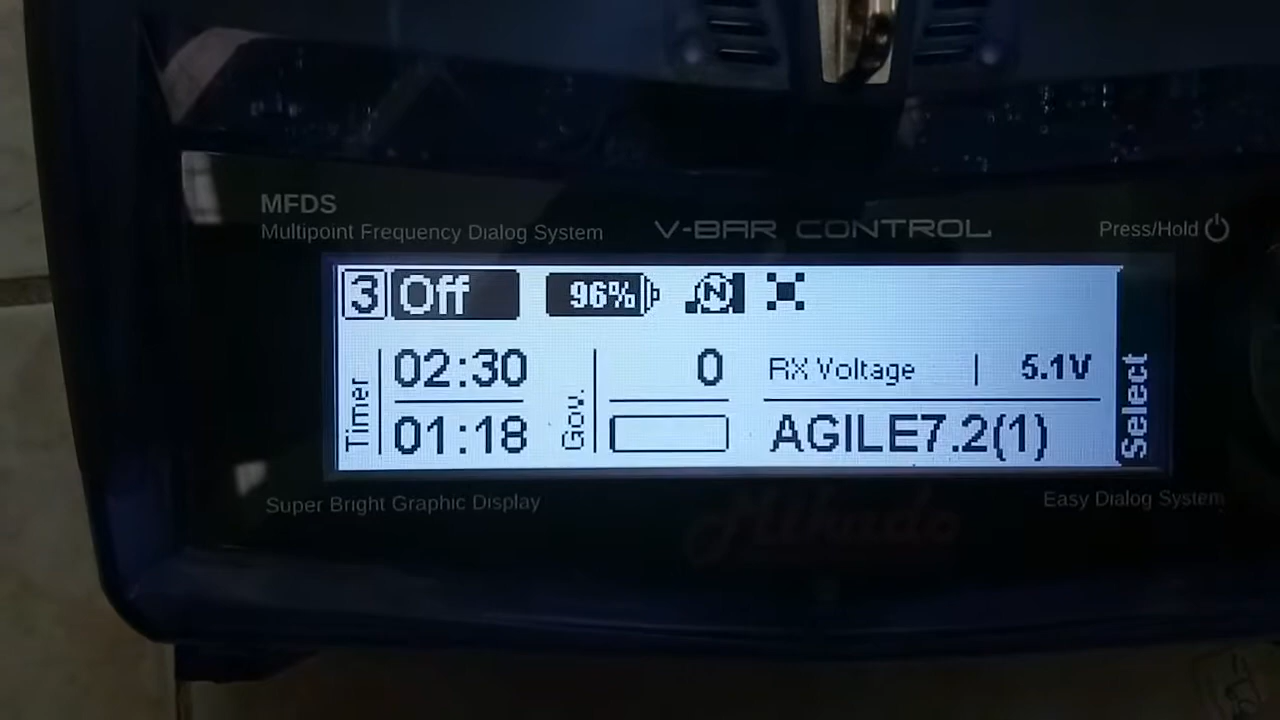 MFDS
Multipoint Frequency Dialog System
V-BAR CONTROL
Press/Hold
3 Off 96% N
Timer 02:30 01:18
Gov. 0
RX Voltage | 5.1V
AGILE7.2(1)
Select
Super Bright Graphic Display
Mikado
Easy Dialog System